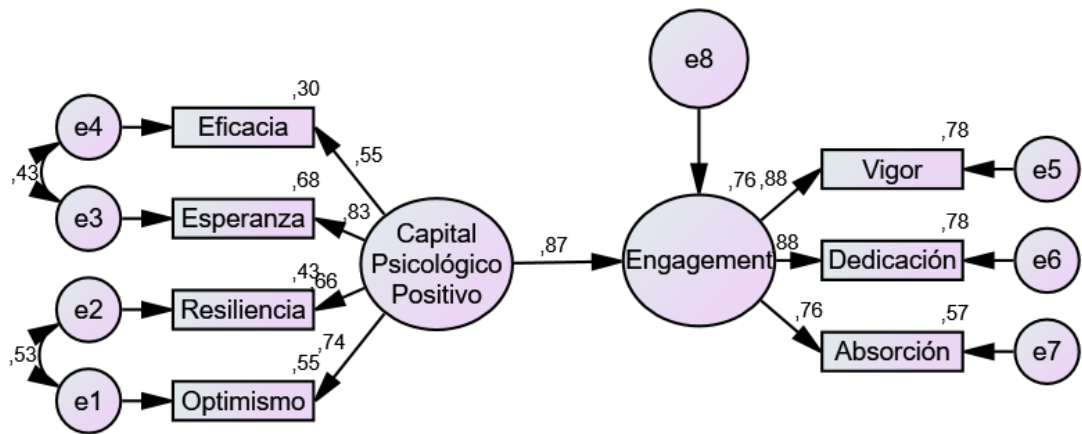 e8
,30
e4
Eficacia
,78
,43
,55
,76
,88
Vigor
e5
,68
e3
Esperanza
,83
Capital
Psicológico
Positivo
,87
Engagement
,88
,78
Dedicación
e6
,43
,66
e2
Resiliencia
,76
,57
,53
,74
Absorción
e7
,55
e1
Optimismo